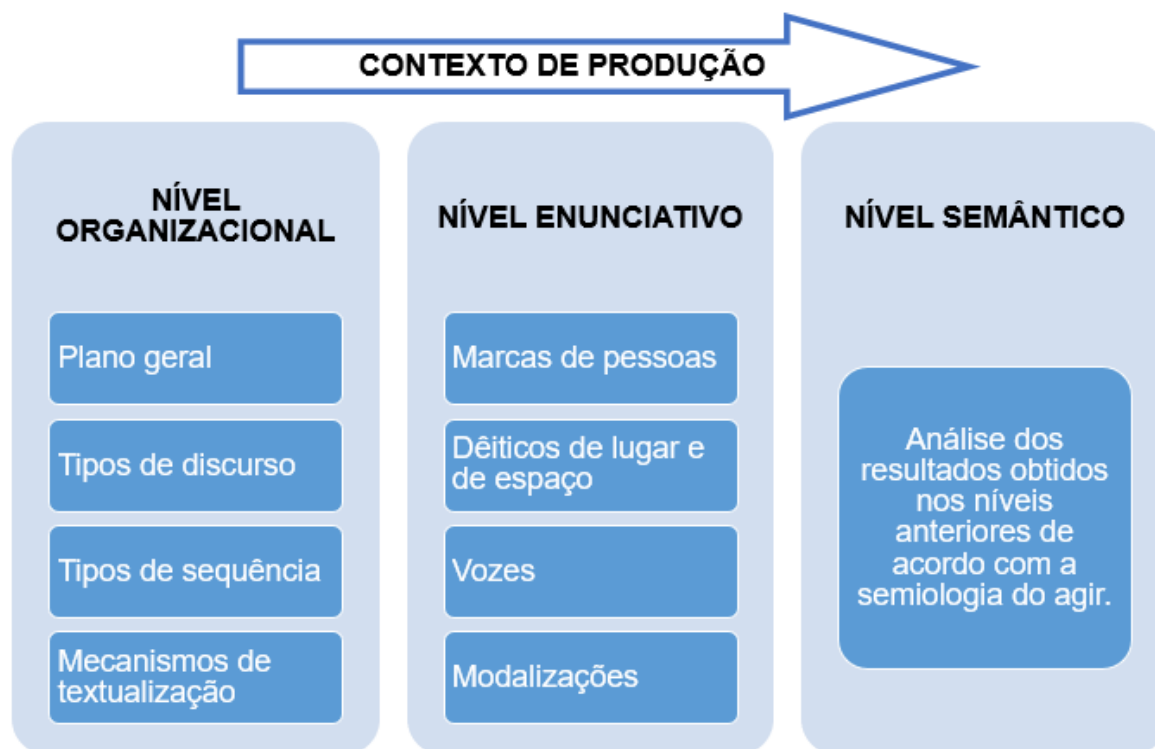 CONTEXTO DE PRODUÇÃO
NÍVEL
ORGANIZACIONAL
Plano geral
Tipos de discurso
Tipos de sequência
Mecanismos de
textualização
NÍVEL ENUNCIATIVO
Marcas de pessoas
Dêiticos de lugar e
de espaço
Vozes
Modalizações
NÍVEL SEMÂNTICO
Análise dos
resultados obtidos
nos níveis
anteriores de
acordo com a
semiologia do agir.